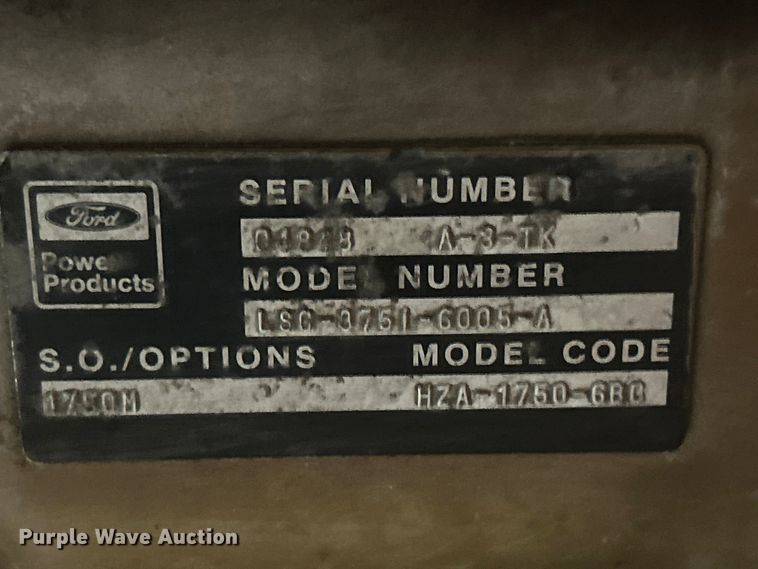 Ford
Power
Products
SERIAL NUMBER
A-3-TK
MODEL NUMBER
LSG-8751-6005-A
S.O./OPTIONS
MODEL CODE
1750M
HZA-1750-6BG
Purple Wave Auction